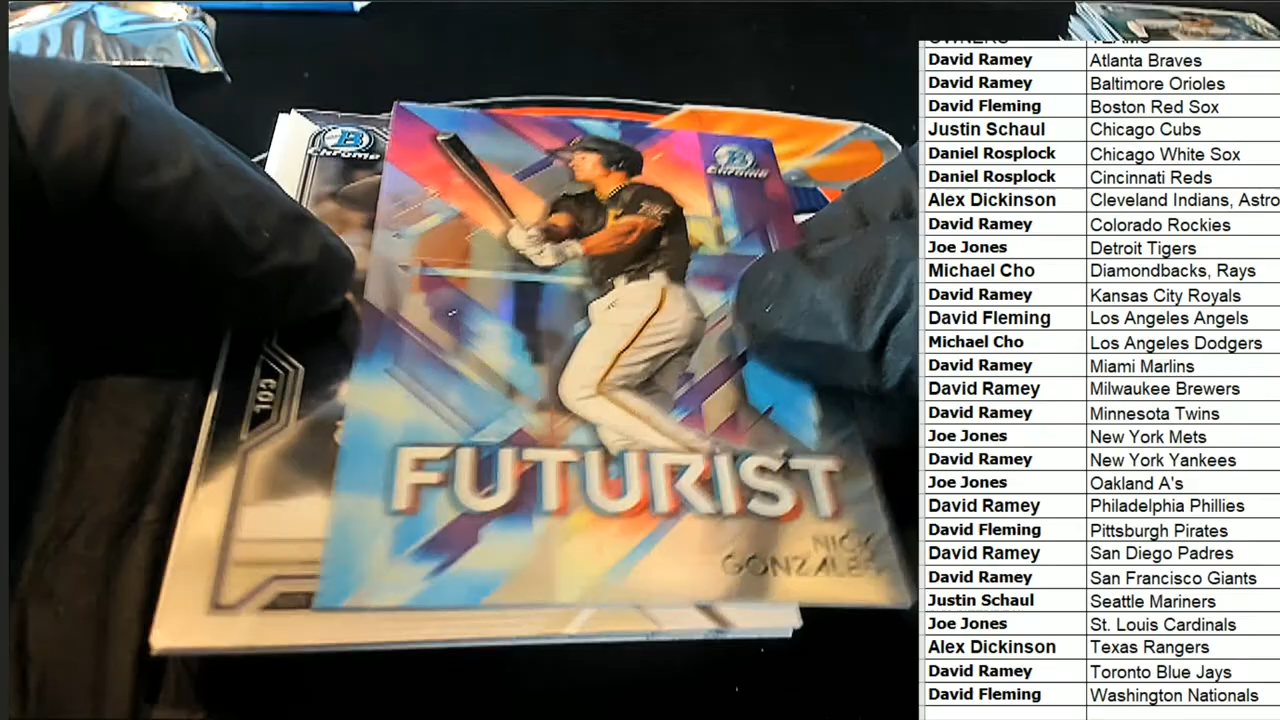 B
Chrome
B
CHROME
103
FUTURIST
NICK
GONZALES
OWNERS TEAMS
David Ramey Atlanta Braves
David Ramey Baltimore Orioles
David Fleming Boston Red Sox
Justin Schaul Chicago Cubs
Daniel Rosplock Chicago White Sox
Daniel Rosplock Cincinnati Reds
Alex Dickinson Cleveland Indians, Astro
David Ramey Colorado Rockies
Joe Jones Detroit Tigers
Michael Cho Diamondbacks, Rays
David Ramey Kansas City Royals
David Fleming Los Angeles Angels
Michael Cho Los Angeles Dodgers
David Ramey Miami Marlins
David Ramey Milwaukee Brewers
David Ramey Minnesota Twins
Joe Jones New York Mets
David Ramey New York Yankees
Joe Jones Oakland A's
David Ramey Philadelphia Phillies
David Fleming Pittsburgh Pirates
David Ramey San Diego Padres
David Ramey San Francisco Giants
Justin Schaul Seattle Mariners
Joe Jones St. Louis Cardinals
Alex Dickinson Texas Rangers
David Ramey Toronto Blue Jays
David Fleming Washington Nationals